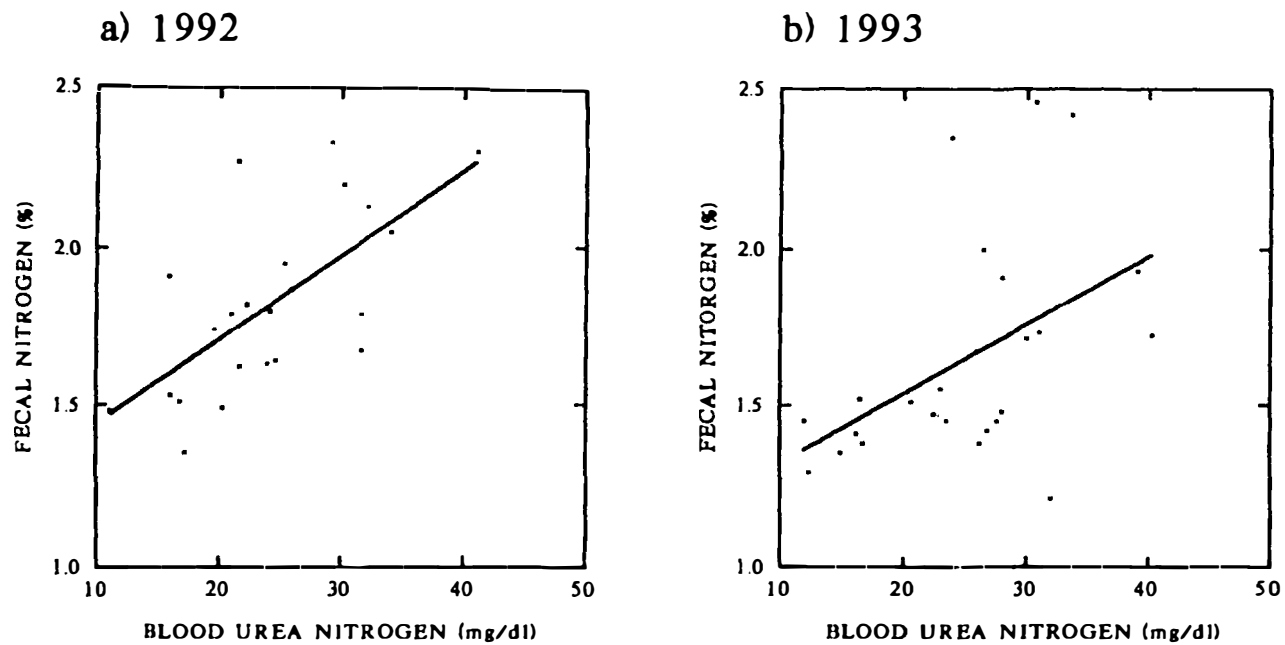 a) 1992
2.5
2.0
1.5
1.0
FECAL NITROGEN (%)
10 20 30 40 50
BLOOD UREA NITROGEN (mg/dl)
b) 1993
2.5
2.0
1.5
1.0
FECAL NITORGEN (%)
10 20 30 40 50
BLOOD UREA NITROGEN (mg/dl)